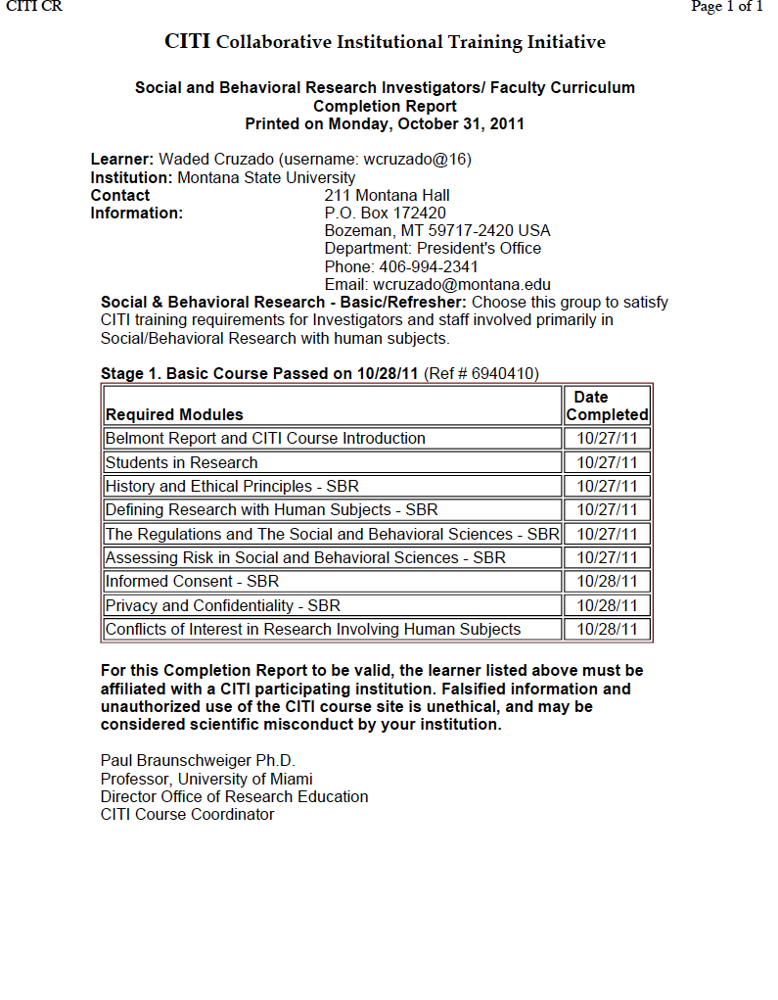 CITI CR
Page 1 of 1
CITI Collaborative Institutional Training Initiative
Social and Behavioral Research Investigators/ Faculty Curriculum
Completion Report
Printed on Monday, October 31, 2011
Learner: Waded Cruzado (username: wcruzado@16)
Institution: Montana State University
Contact 211 Montana Hall
Information: P.O. Box 172420
Bozeman, MT 59717-2420 USA
Department: President's Office
Phone: 406-994-2341
Email: wcruzado@montana.edu
Social & Behavioral Research - Basic/Refresher: Choose this group to satisfy
CITI training requirements for Investigators and staff involved primarily in
Social/Behavioral Research with human subjects.
Stage 1. Basic Course Passed on 10/28/11 (Ref # 6940410)
Date
Required Modules Completed
Belmont Report and CITI Course Introduction 10/27/11
Students in Research 10/27/11
History and Ethical Principles - SBR 10/27/11
Defining Research with Human Subjects - SBR 10/27/11
The Regulations and The Social and Behavioral Sciences - SBR 10/27/11
Assessing Risk in Social and Behavioral Sciences - SBR 10/27/11
Informed Consent - SBR 10/28/11
Privacy and Confidentiality - SBR 10/28/11
Conflicts of Interest in Research Involving Human Subjects 10/28/11
For this Completion Report to be valid, the learner listed above must be
affiliated with a CITI participating institution. Falsified information and
unauthorized use of the CITI course site is unethical, and may be
considered scientific misconduct by your institution.
Paul Braunschweiger Ph.D.
Professor, University of Miami
Director Office of Research Education
CITI Course Coordinator